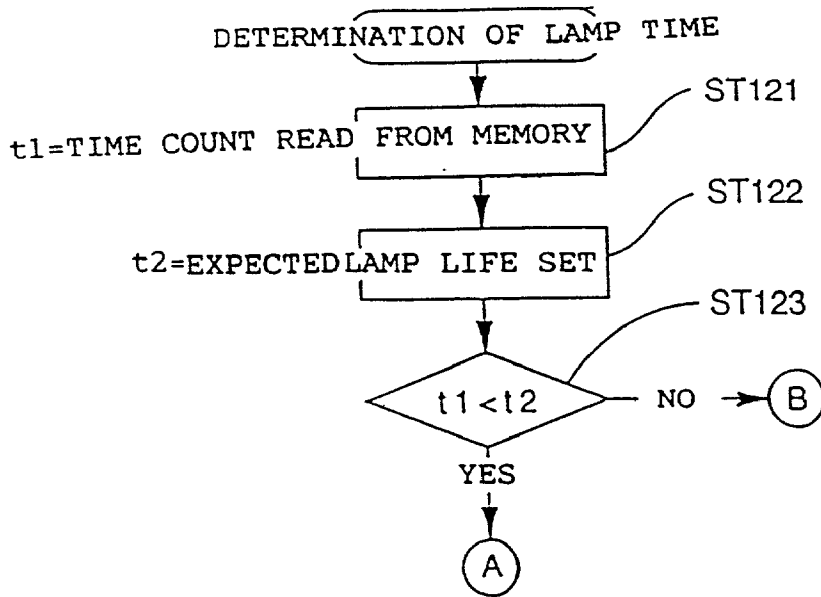 DETERMINATION OF LAMP TIME
ST121
t1=TIME COUNT READ FROM MEMORY
ST122
t2=EXPECTED LAMP LIFE SET
ST123
t1<t2
NO
B
YES
A